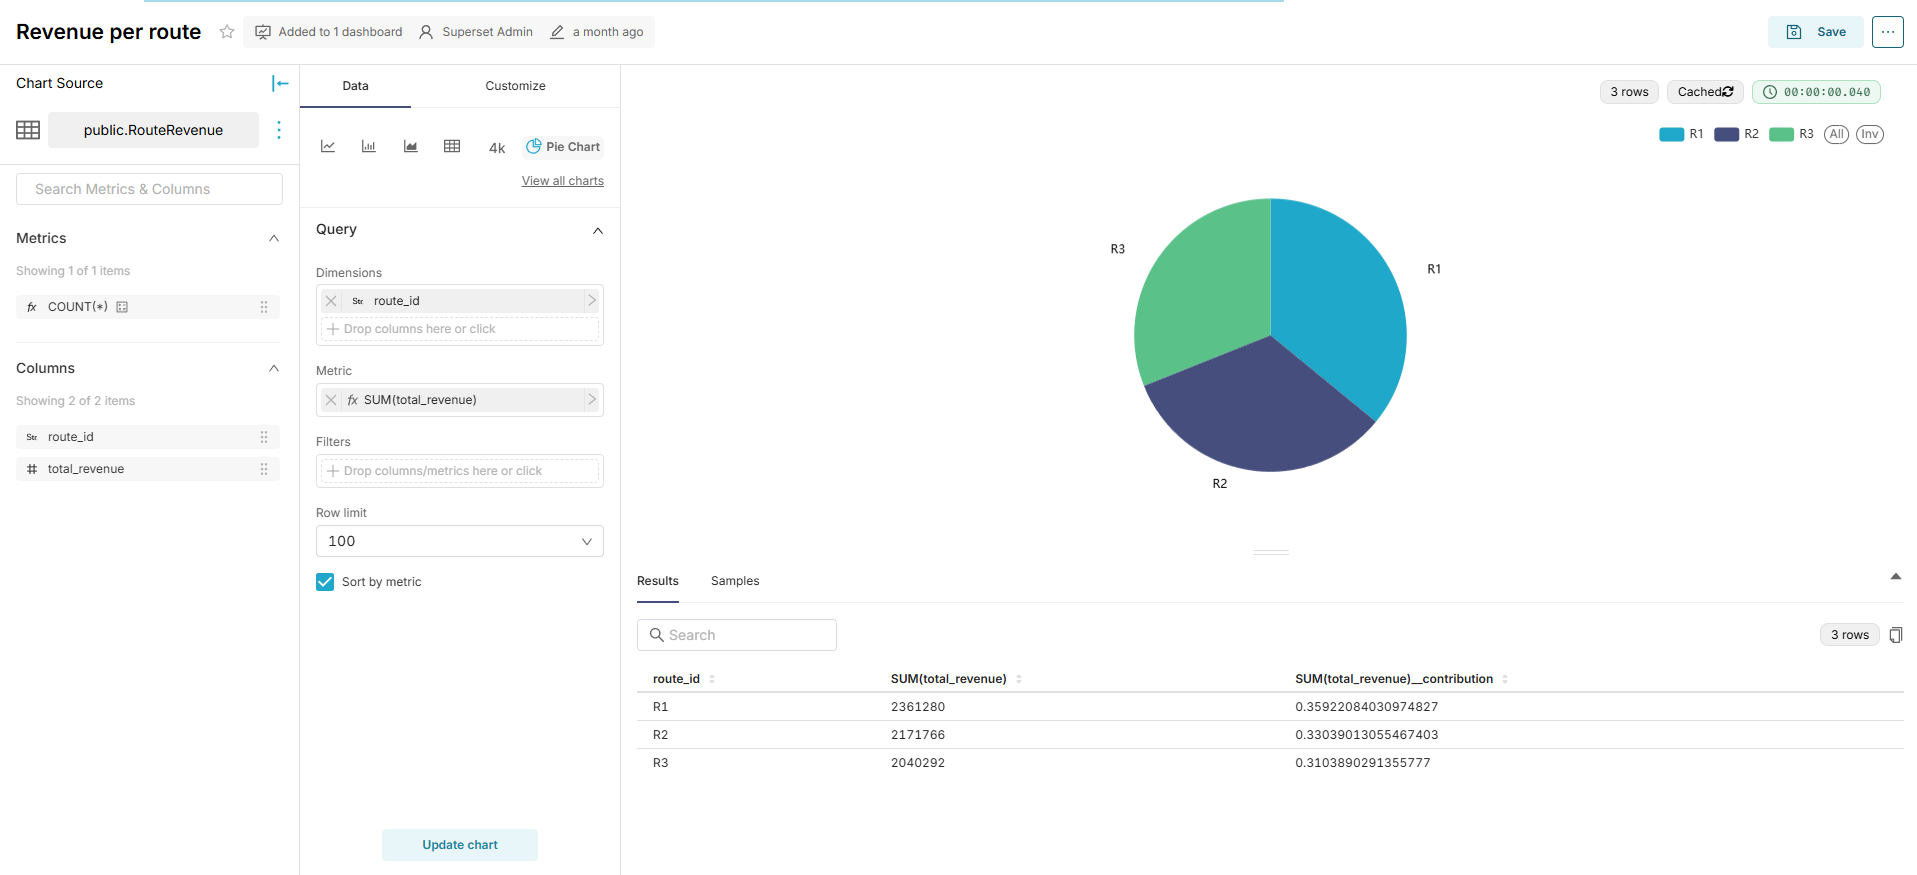 Revenue per route
Added to 1 dashboard
Superset Admin
a month ago
Save
Chart Source
public.RouteRevenue
Search Metrics & Columns
Metrics
Showing 1 of 1 items
fx COUNT(*)
Columns
Showing 2 of 2 items
Str route_id
# total_revenue
Data
Customize
4k
Pie Chart
View all charts
Query
Dimensions
Str route_id
Drop columns here or click
Metric
fx SUM(total_revenue)
Filters
Drop columns/metrics here or click
Row limit
100
Sort by metric
Update chart
3 rows
Cached
00:00:00.040
R1 R2 R3 All Inv
R3
R1
R2
Results
Samples
Search
3 rows
route_id SUM(total_revenue) SUM(total_revenue)__contribution
R1 2361280 0.35922084030974827
R2 2171766 0.33039013055467403
R3 2040292 0.3103890291355777